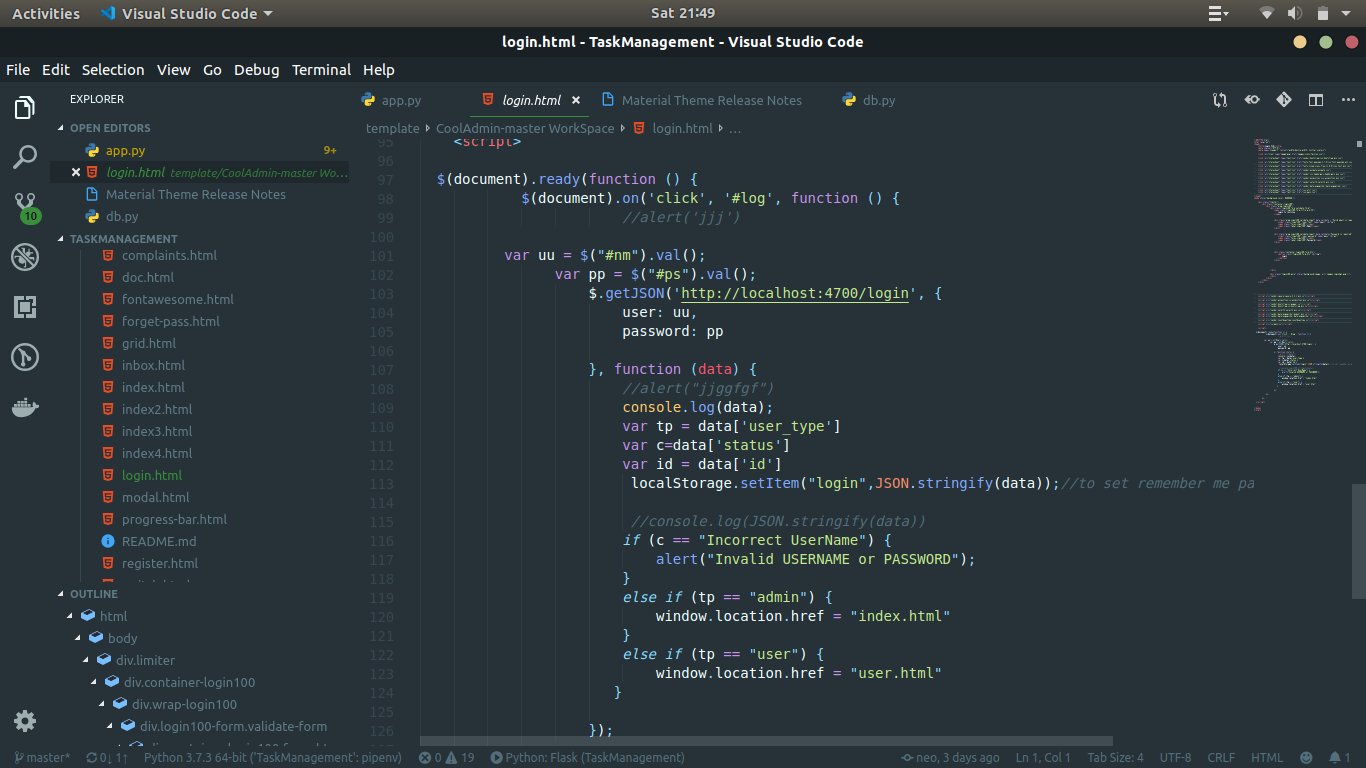 Activities Visual Studio Code Sat 21:49
login.html - TaskManagement - Visual Studio Code
File Edit Selection View Go Debug Terminal Help
EXPLORER
OPEN EDITORS
app.py 9+
login.html template/CoolAdmin-master Wo...
Material Theme Release Notes
db.py
10
TASKMANAGEMENT
complaints.html
doc.html
fontawesome.html
forget-pass.html
grid.html
inbox.html
index.html
index2.html
index3.html
index4.html
login.html
modal.html
progress-bar.html
README.md
register.html
OUTLINE
html
body
div.limiter
div.container-login100
div.wrap-login100
div.login100-form.validate-form
app.py login.html Material Theme Release Notes db.py
template CoolAdmin-master WorkSpace login.html ...
95 <script>
96
97 $(document).ready(function () {
98 $(document).on('click', '#log', function () {
99 //alert('jjj')
100
101 var uu = $("#nm").val();
102 var pp = $("#ps").val();
103 $.getJSON('http://localhost:4700/login', {
104 user: uu,
105 password: pp
106
107 }, function (data) {
108 //alert("jjggfgf")
109 console.log(data);
110 var tp = data['user_type']
111 var c=data['status']
112 var id = data['id']
113 localStorage.setItem("login",JSON.stringify(data));//to set remember me pa
114
115 //console.log(JSON.stringify(data))
116 if (c == "Incorrect UserName") {
117 alert("Invalid USERNAME or PASSWORD");
118 }
119 else if (tp == "admin") {
120 window.location.href = "index.html"
121 }
122 else if (tp == "user") {
123 window.location.href = "user.html"
124 }
125
126 });
master* 0↓ 1↑ Python 3.7.3 64-bit ('TaskManagement': pipenv) 0 19 Python: Flask (TaskManagement) neo, 3 days ago Ln 1, Col 1 Tab Size: 4 UTF-8 CRLF HTML 1